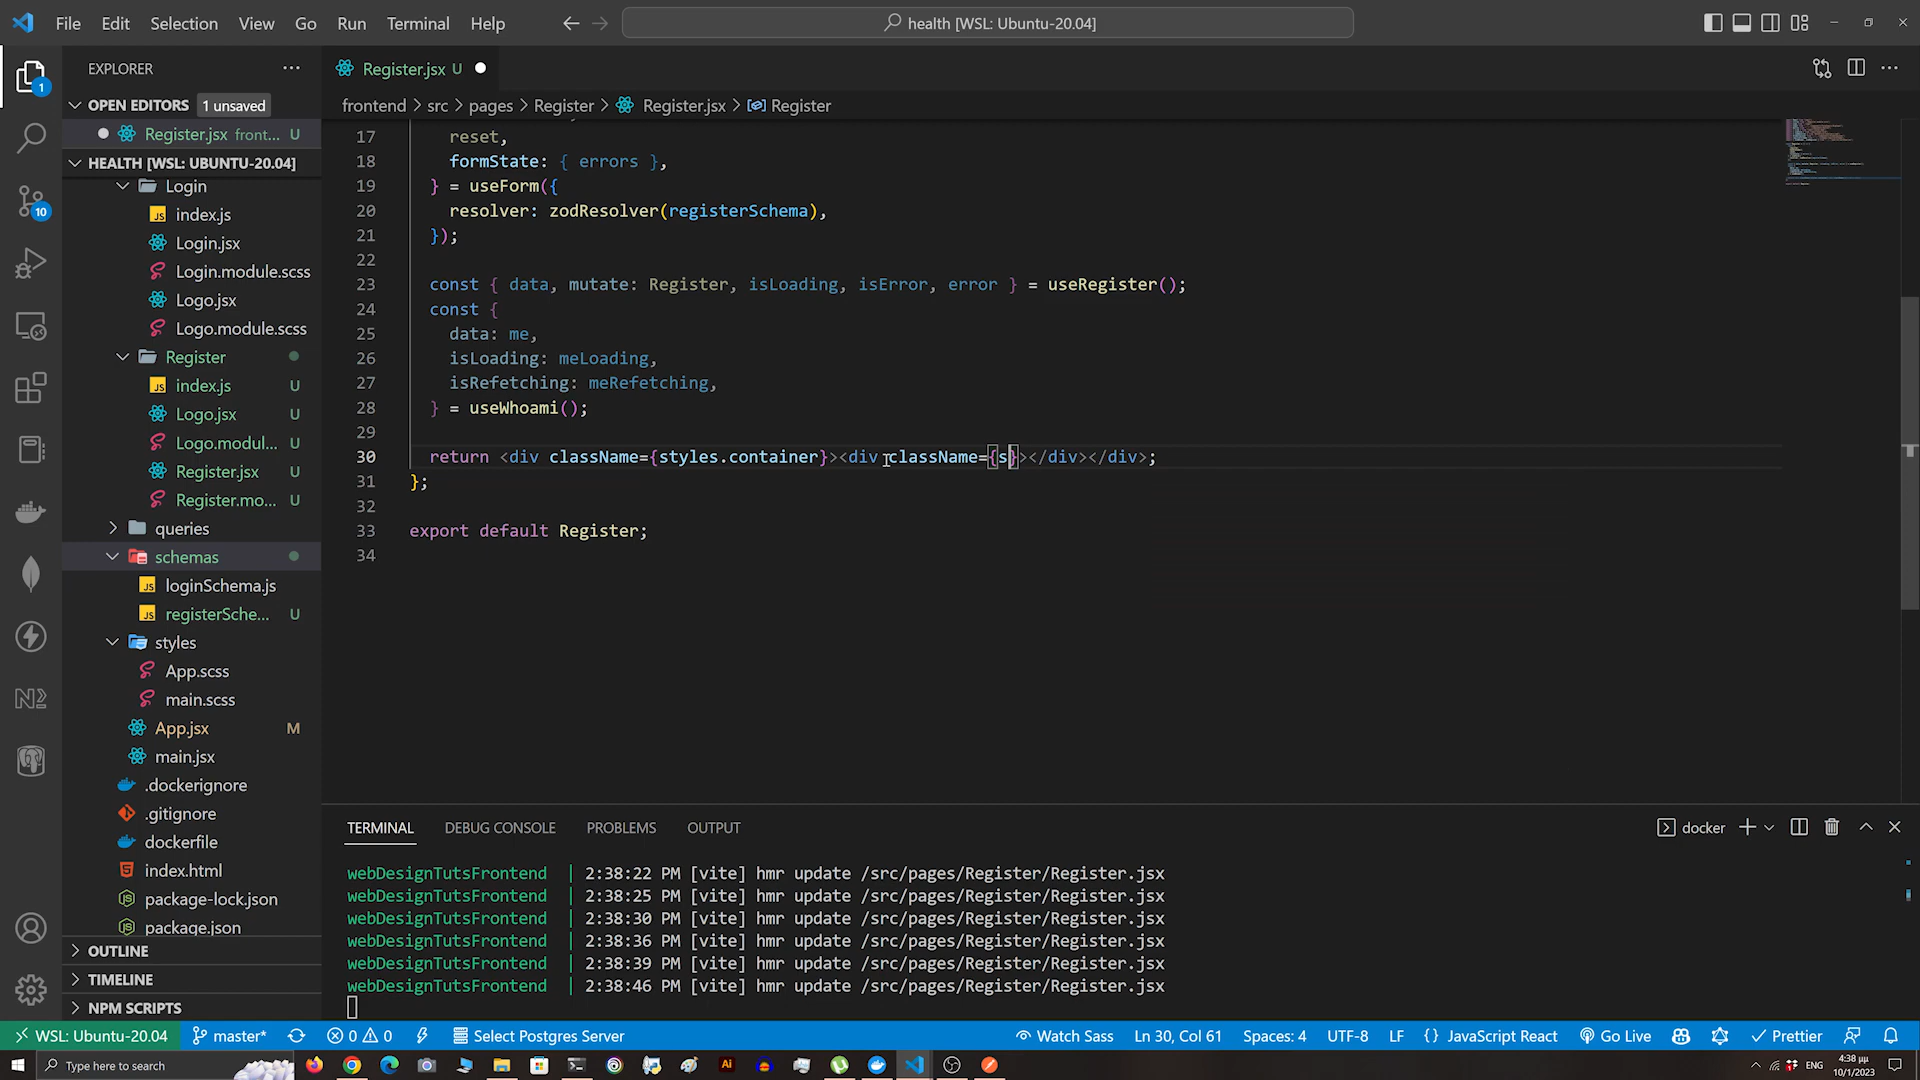 File Edit Selection View Go Run Terminal Help
health [WSL: Ubuntu-20.04]
EXPLORER
Register.jsx U
OPEN EDITORS 1 unsaved
frontend > src > pages > Register > Register.jsx > Register
Register.jsx front... U
HEALTH [WSL: UBUNTU-20.04]
Login
index.js
Login.jsx
Login.module.scss
Logo.jsx
Logo.module.scss
Register
index.js U
Logo.jsx U
Logo.modul... U
Register.jsx U
Register.mo... U
queries
schemas
loginSchema.js
registerSche... U
styles
App.scss
main.scss
App.jsx M
main.jsx
.dockerignore
.gitignore
dockerfile
index.html
package-lock.json
package.json
OUTLINE
TIMELINE
NPM SCRIPTS
17 reset,
18 formState: { errors },
19 } = useForm({
20 resolver: zodResolver(registerSchema),
21 });
22
23 const { data, mutate: Register, isLoading, isError, error } = useRegister();
24 const {
25 data: me,
26 isLoading: meLoading,
27 isRefetching: meRefetching,
28 } = useWhoami();
29
30 return <div className={styles.container}><div className={s}></div></div>;
31 };
32
33 export default Register;
34
TERMINAL DEBUG CONSOLE PROBLEMS OUTPUT
docker
webDesignTutsFrontend | 2:38:22 PM [vite] hmr update /src/pages/Register/Register.jsx
webDesignTutsFrontend | 2:38:25 PM [vite] hmr update /src/pages/Register/Register.jsx
webDesignTutsFrontend | 2:38:30 PM [vite] hmr update /src/pages/Register/Register.jsx
webDesignTutsFrontend | 2:38:36 PM [vite] hmr update /src/pages/Register/Register.jsx
webDesignTutsFrontend | 2:38:39 PM [vite] hmr update /src/pages/Register/Register.jsx
webDesignTutsFrontend | 2:38:46 PM [vite] hmr update /src/pages/Register/Register.jsx
WSL: Ubuntu-20.04 master* 0 0 Select Postgres Server Watch Sass Ln 30, Col 61 Spaces: 4 UTF-8 LF {} JavaScript React Go Live Prettier
Type here to search
ENG
4:38 μμ
10/1/2023